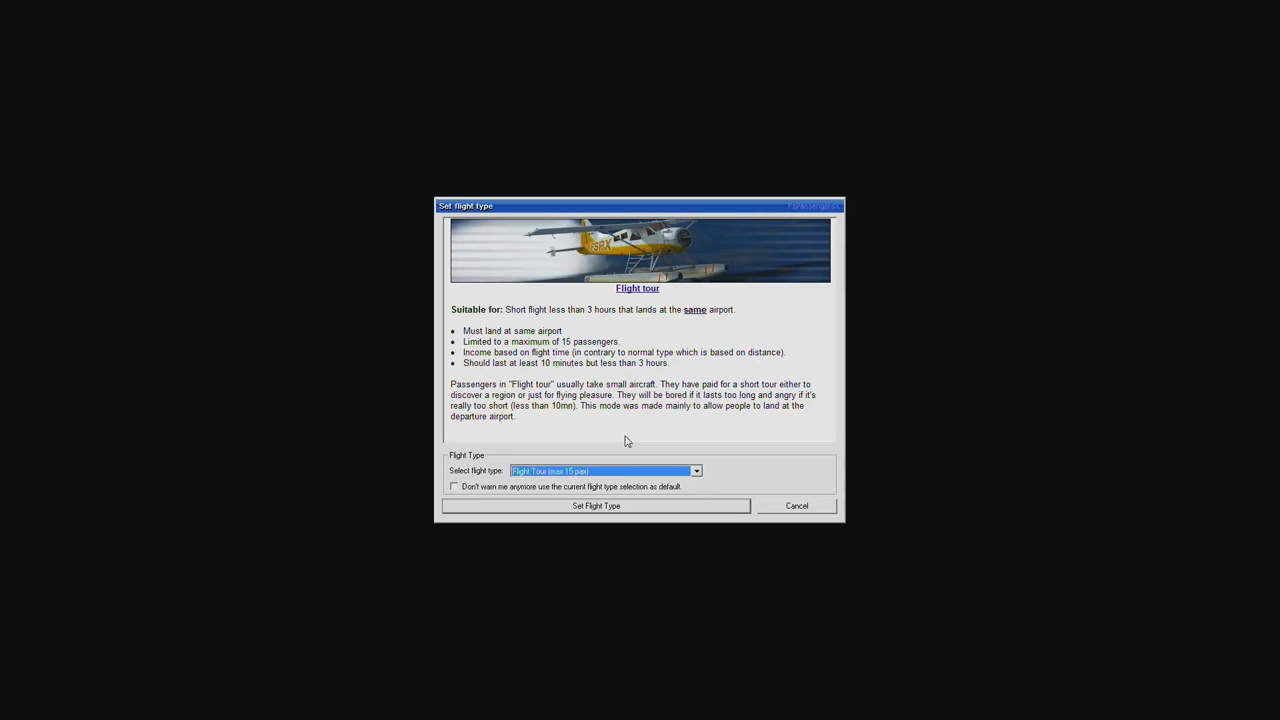 Set flight type
FsPassengersX
FSPX
Flight tour
Suitable for: Short flight less than 3 hours that lands at the same airport.
Must land at same airport
Limited to a maximum of 15 passengers.
Income based on flight time (in contrary to normal type which is based on distance).
Should last at least 10 minutes but less than 3 hours.
Passengers in "Flight tour" usually take small aircraft. They have paid for a short tour either to
discover a region or just for flying pleasure. They will be bored if it lasts too long and angry if it's
really too short (less than 10mn). This mode was made mainly to allow people to land at the
departure airport.
Flight Type
Select flight type: Flight Tour (max 15 pax)
Don't warn me anymore use the current flight type selection as default.
Set Flight Type Cancel